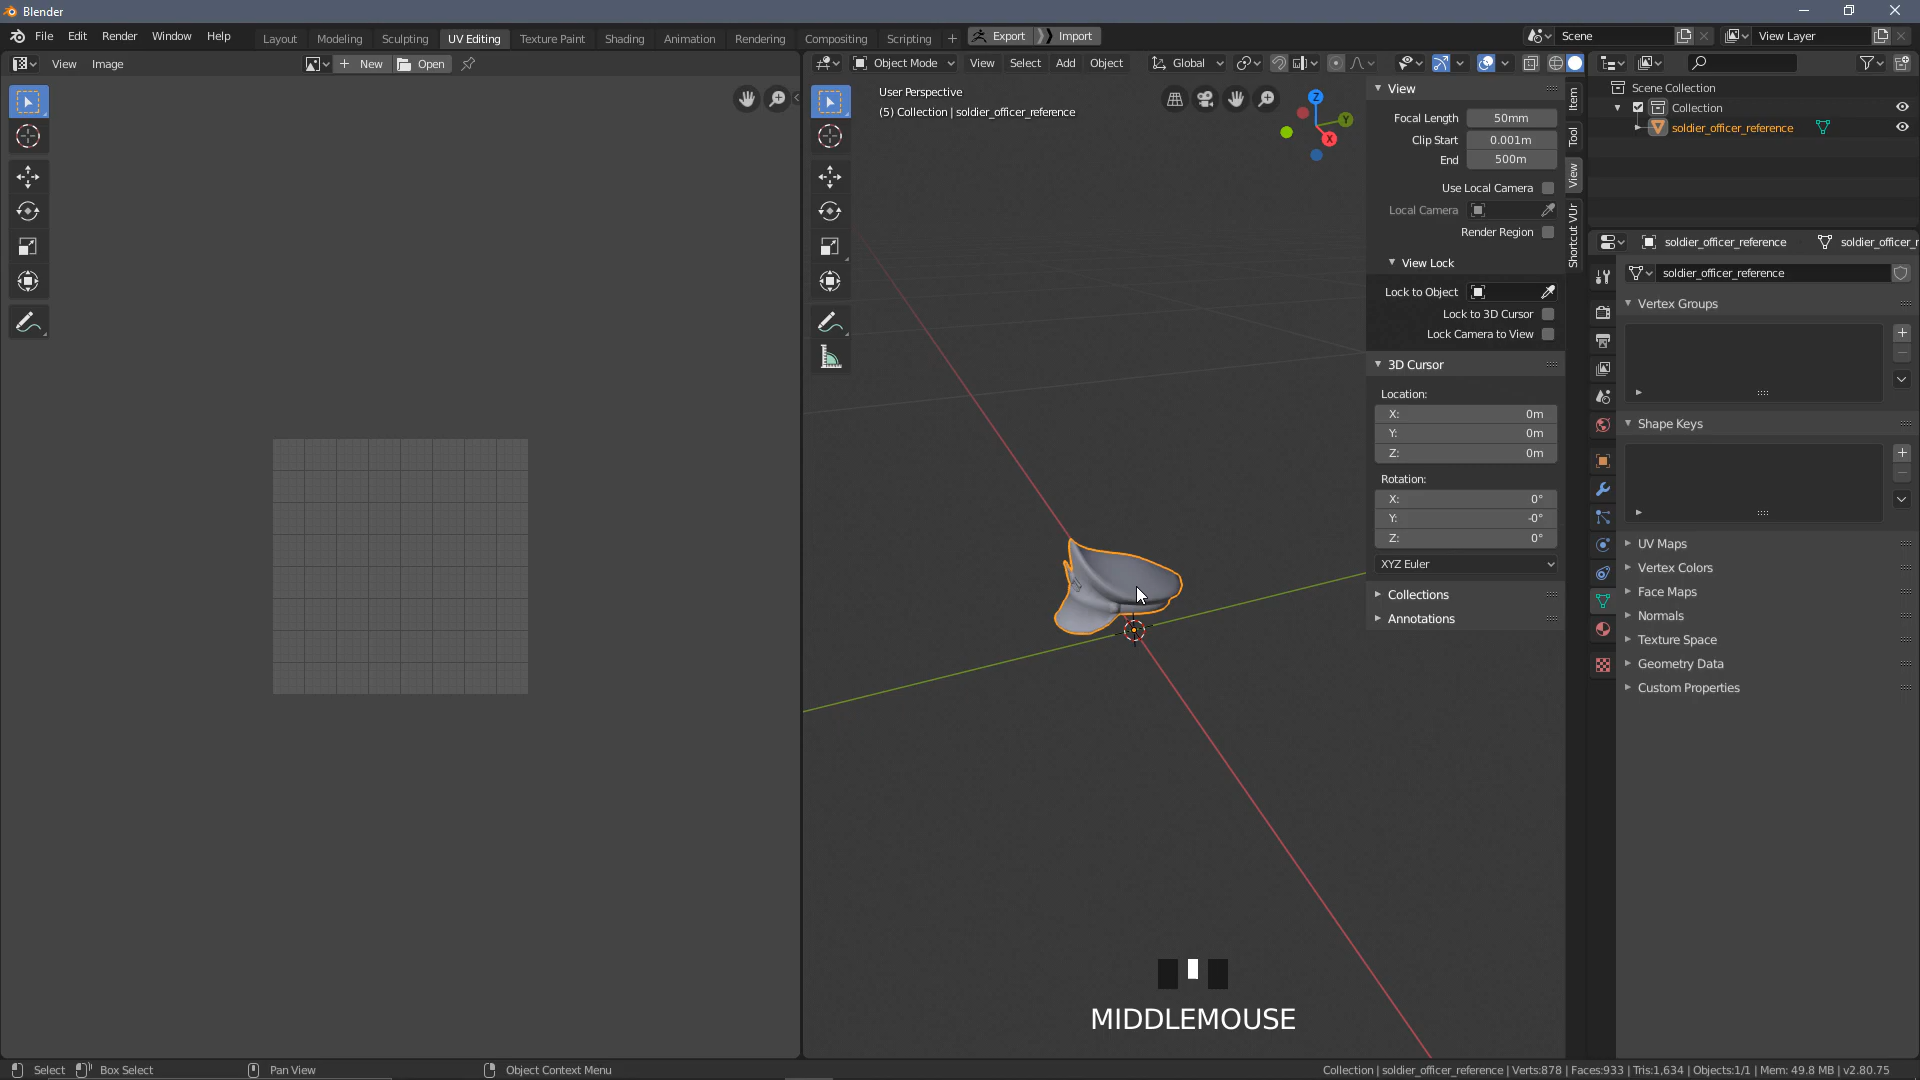 Blender
File Edit Render Window Help
Layout Modeling Sculpting UV Editing Texture Paint Shading Animation Rendering Compositing Scripting
Export Import
Scene
View Layer
View Image
New Open
Object Mode View Select Add Object Global
User Perspective
(5) Collection | soldier_officer_reference
Z
Y
X
View
Focal Length 50mm
Clip Start 0.001m
End 500m
Use Local Camera
Local Camera
Render Region
View Lock
Lock to Object
Lock to 3D Cursor
Lock Camera to View
3D Cursor
Location:
X: 0m
Y: 0m
Z: 0m
Rotation:
X: 0°
Y: -0°
Z: 0°
XYZ Euler
Collections
Annotations
Item
Tool
View
Shortcut VUr
Scene Collection
Collection
soldier_officer_reference
soldier_officer_reference soldier_officer_r
soldier_officer_reference
Vertex Groups
Shape Keys
UV Maps
Vertex Colors
Face Maps
Normals
Texture Space
Geometry Data
Custom Properties
MIDDLEMOUSE
Select Box Select Pan View Object Context Menu
Collection | soldier_officer_reference | Verts:878 | Faces:933 | Tris:1,634 | Objects:1/1 | Mem: 49.8 MB | v2.80.75